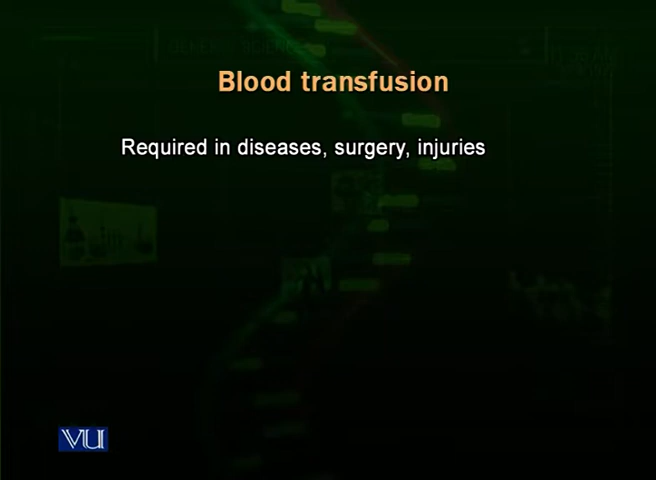 Blood transfusion
Required in diseases, surgery, injuries
VU